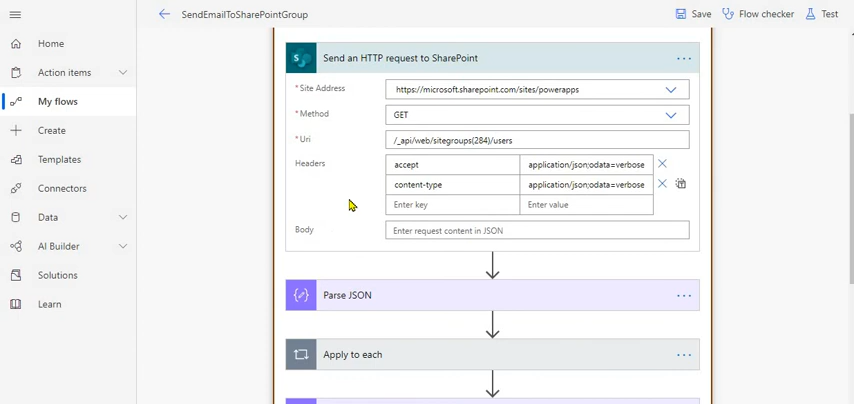 SendEmailToSharePointGroup
Save
Flow checker
Test
Home
Action items
My flows
Create
Templates
Connectors
Data
AI Builder
Solutions
Learn
Send an HTTP request to SharePoint
* Site Address
https://microsoft.sharepoint.com/sites/powerapps
* Method
GET
* Uri
/_api/web/sitegroups(284)/users
Headers
accept
application/json;odata=verbose
content-type
application/json;odata=verbose
Enter key
Enter value
Body
Enter request content in JSON
Parse JSON
Apply to each